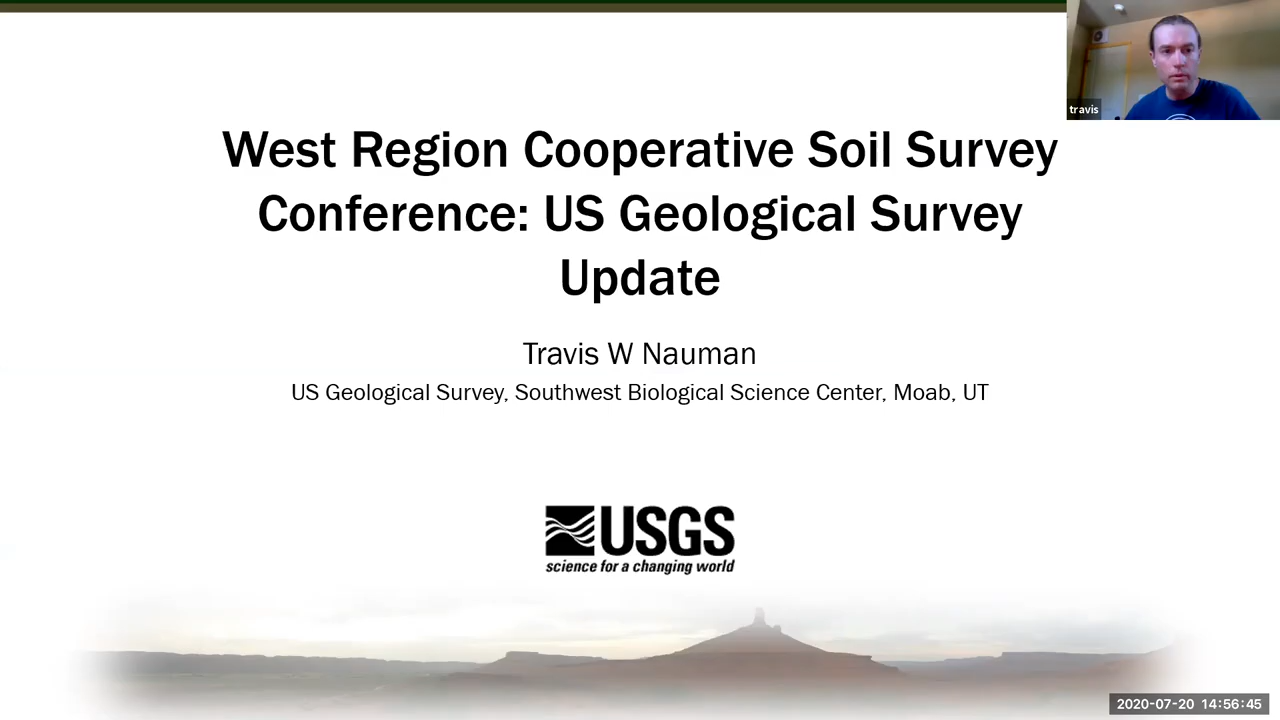 travis
West Region Cooperative Soil Survey
Conference: US Geological Survey
Update
Travis W Nauman
US Geological Survey, Southwest Biological Science Center, Moab, UT
USGS
science for a changing world
2020-07-20 14:56:45